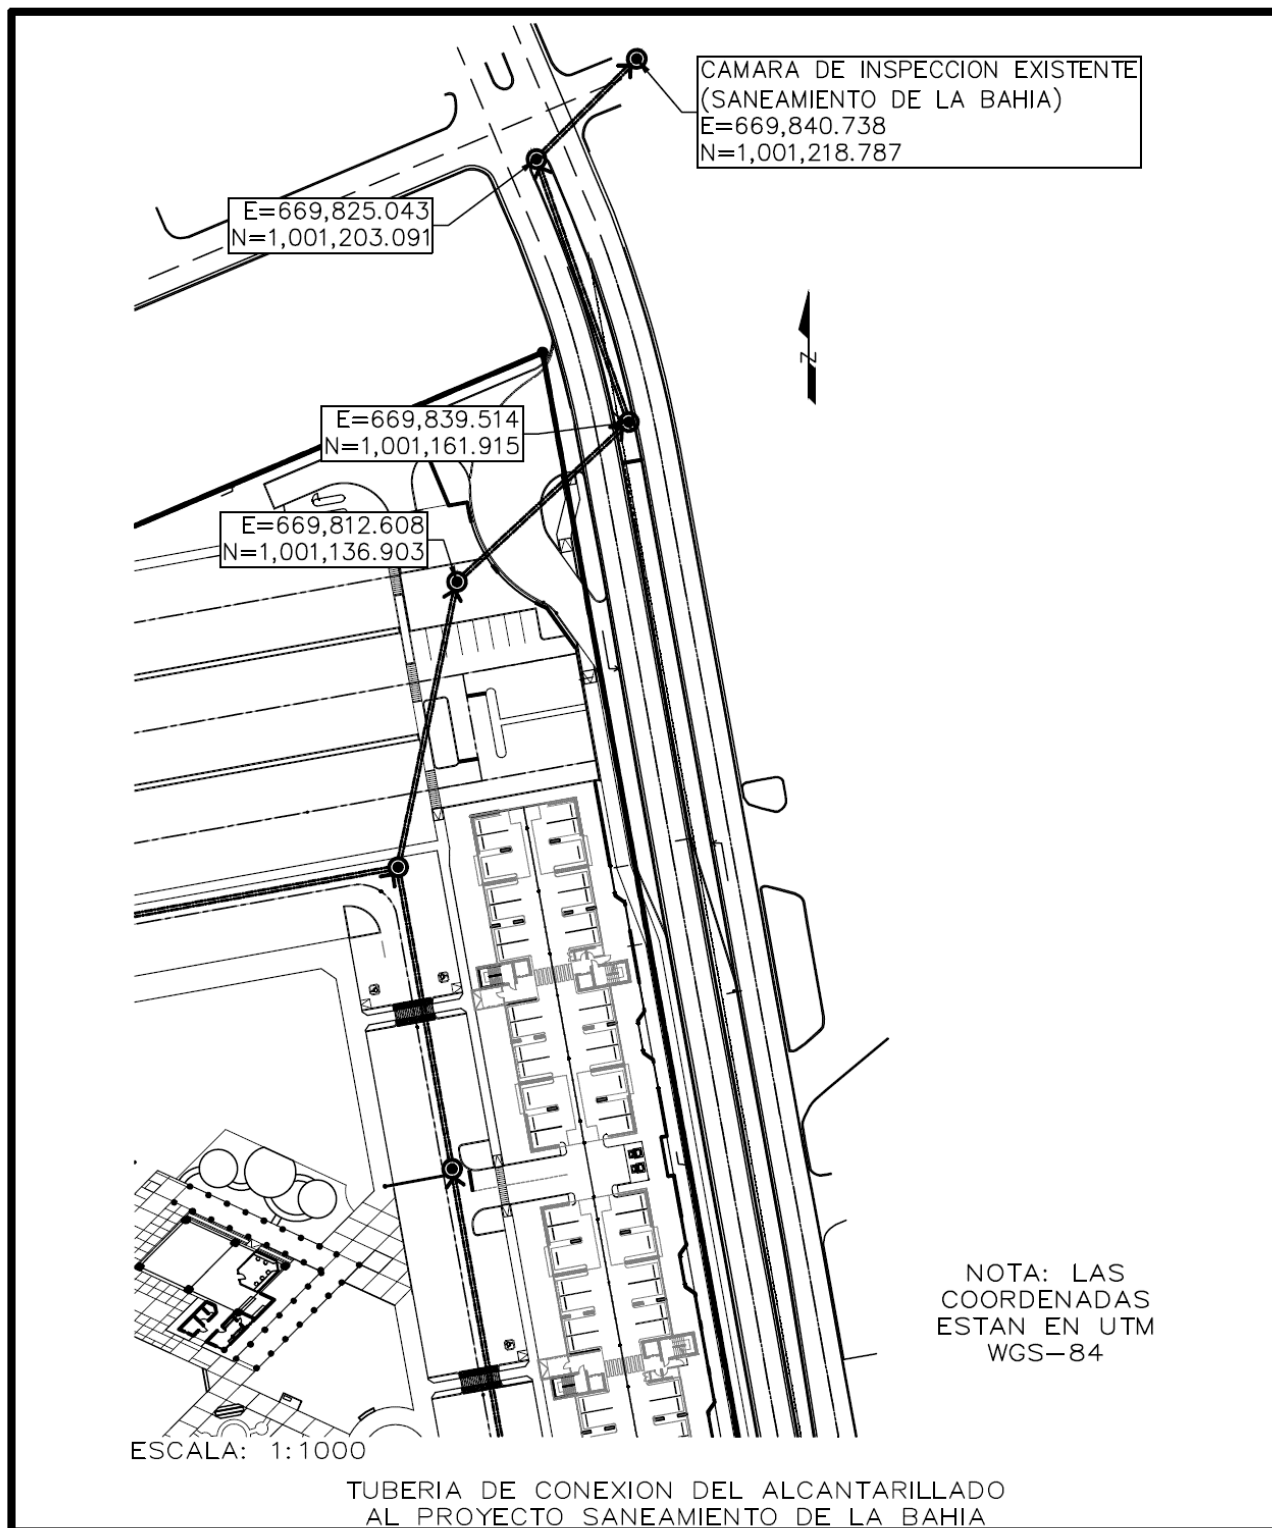 CAMARA DE INSPECCION EXISTENTE
(SANEAMIENTO DE LA BAHIA)
E=669,840.738
N=1,001,218.787
E=669,825.043
N=1,001,203.091
N
E=669,839.514
N=1,001,161.915
E=669,812.608
N=1,001,136.903
NOTA: LAS
COORDENADAS
ESTAN EN UTM
WGS-84
ESCALA: 1:1000
TUBERIA DE CONEXION DEL ALCANTARILLADO
AL PROYECTO SANEAMIENTO DE LA BAHIA